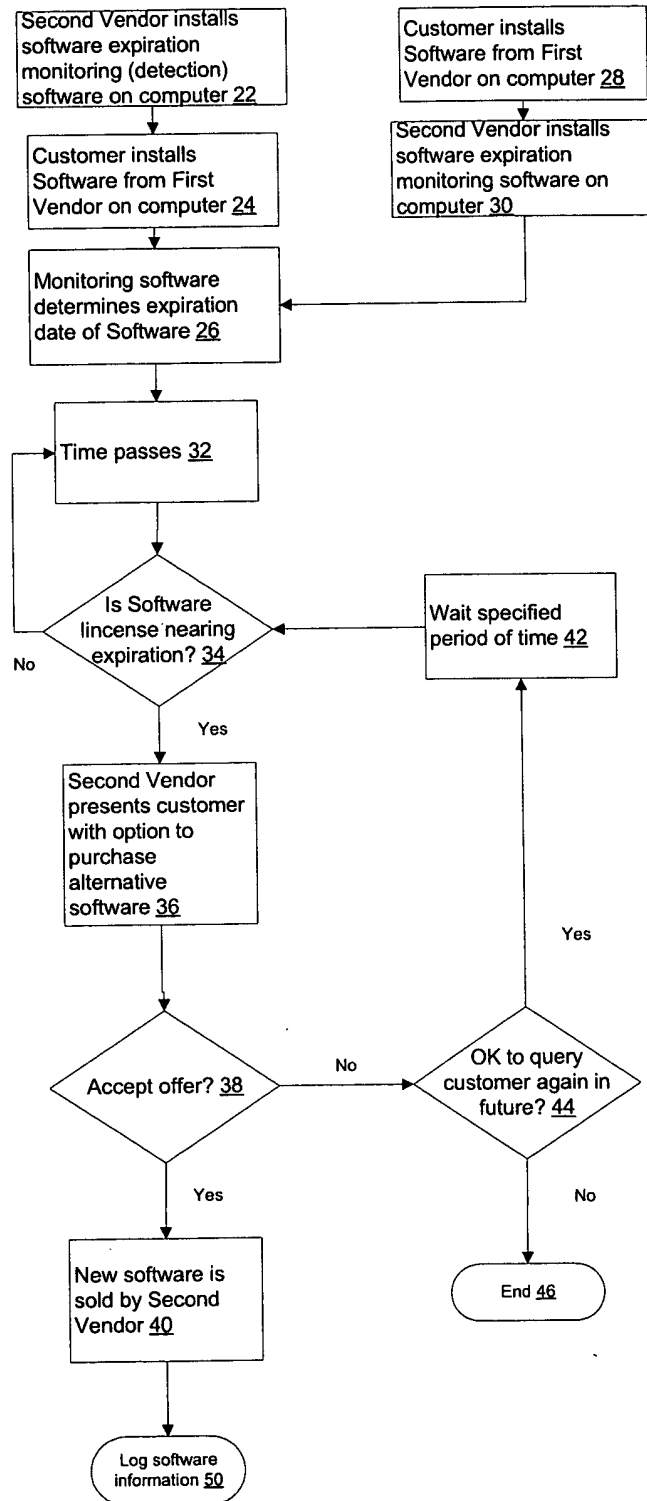 Second Vendor installs
software expiration
monitoring (detection)
software on computer 22
Customer installs
Software from First
Vendor on computer 28
Customer installs
Software from First
Vendor on computer 24
Second Vendor installs
software expiration
monitoring software on
computer 30
Monitoring software
determines expiration
date of Software 26
Time passes 32
Is Software
lincense nearing
expiration? 34
No
Yes
Wait specified
period of time 42
Second Vendor
presents customer
with option to
purchase
alternative
software 36
Yes
Accept offer? 38
No
OK to query
customer again in
future? 44
Yes
No
New software is
sold by Second
Vendor 40
End 46
Log software
information 50